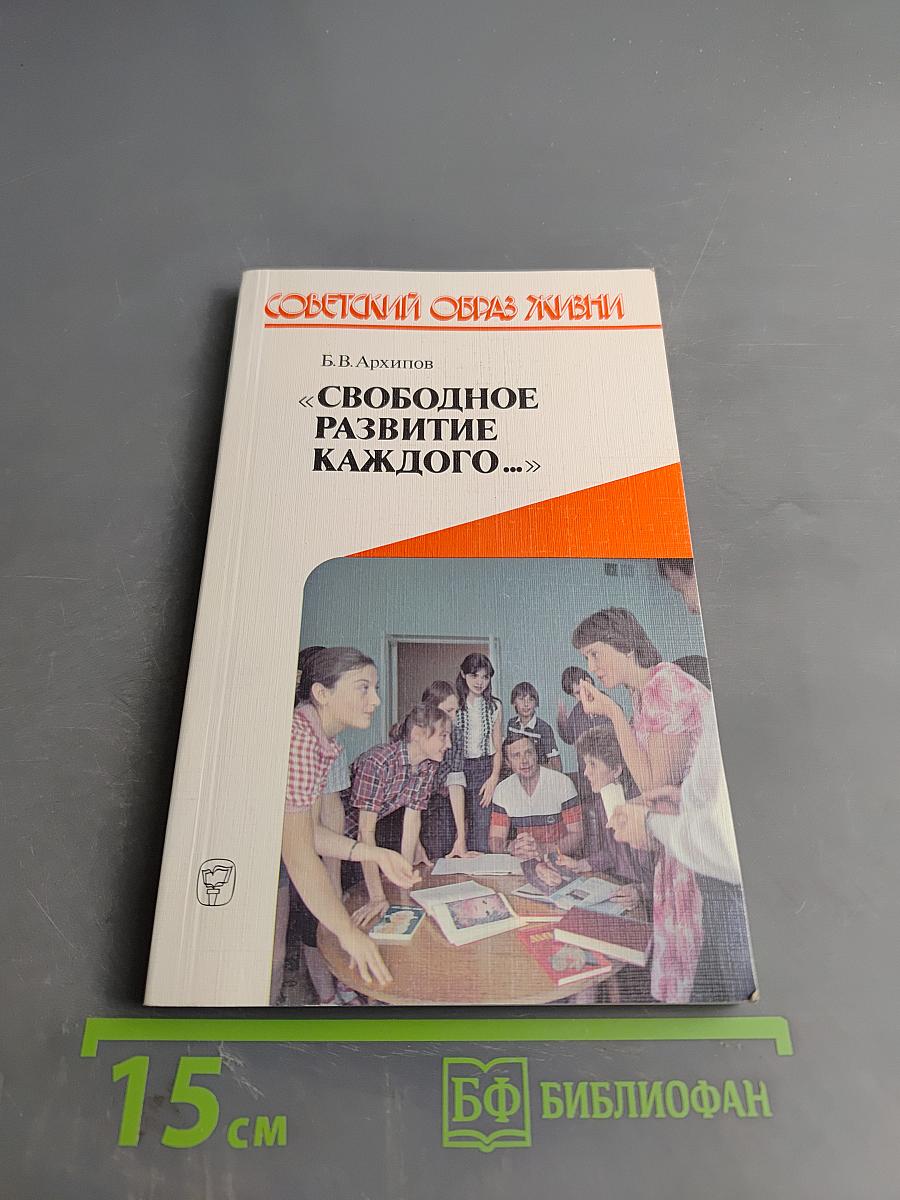 СОВЕТСКИЙ ОБРАЗ ЖИЗНИ
Б. В. Архипов
«СВОБОДНОЕ
РАЗВИТИЕ
КАЖДОГО...»
15 см
БФ БИБЛИОФАН